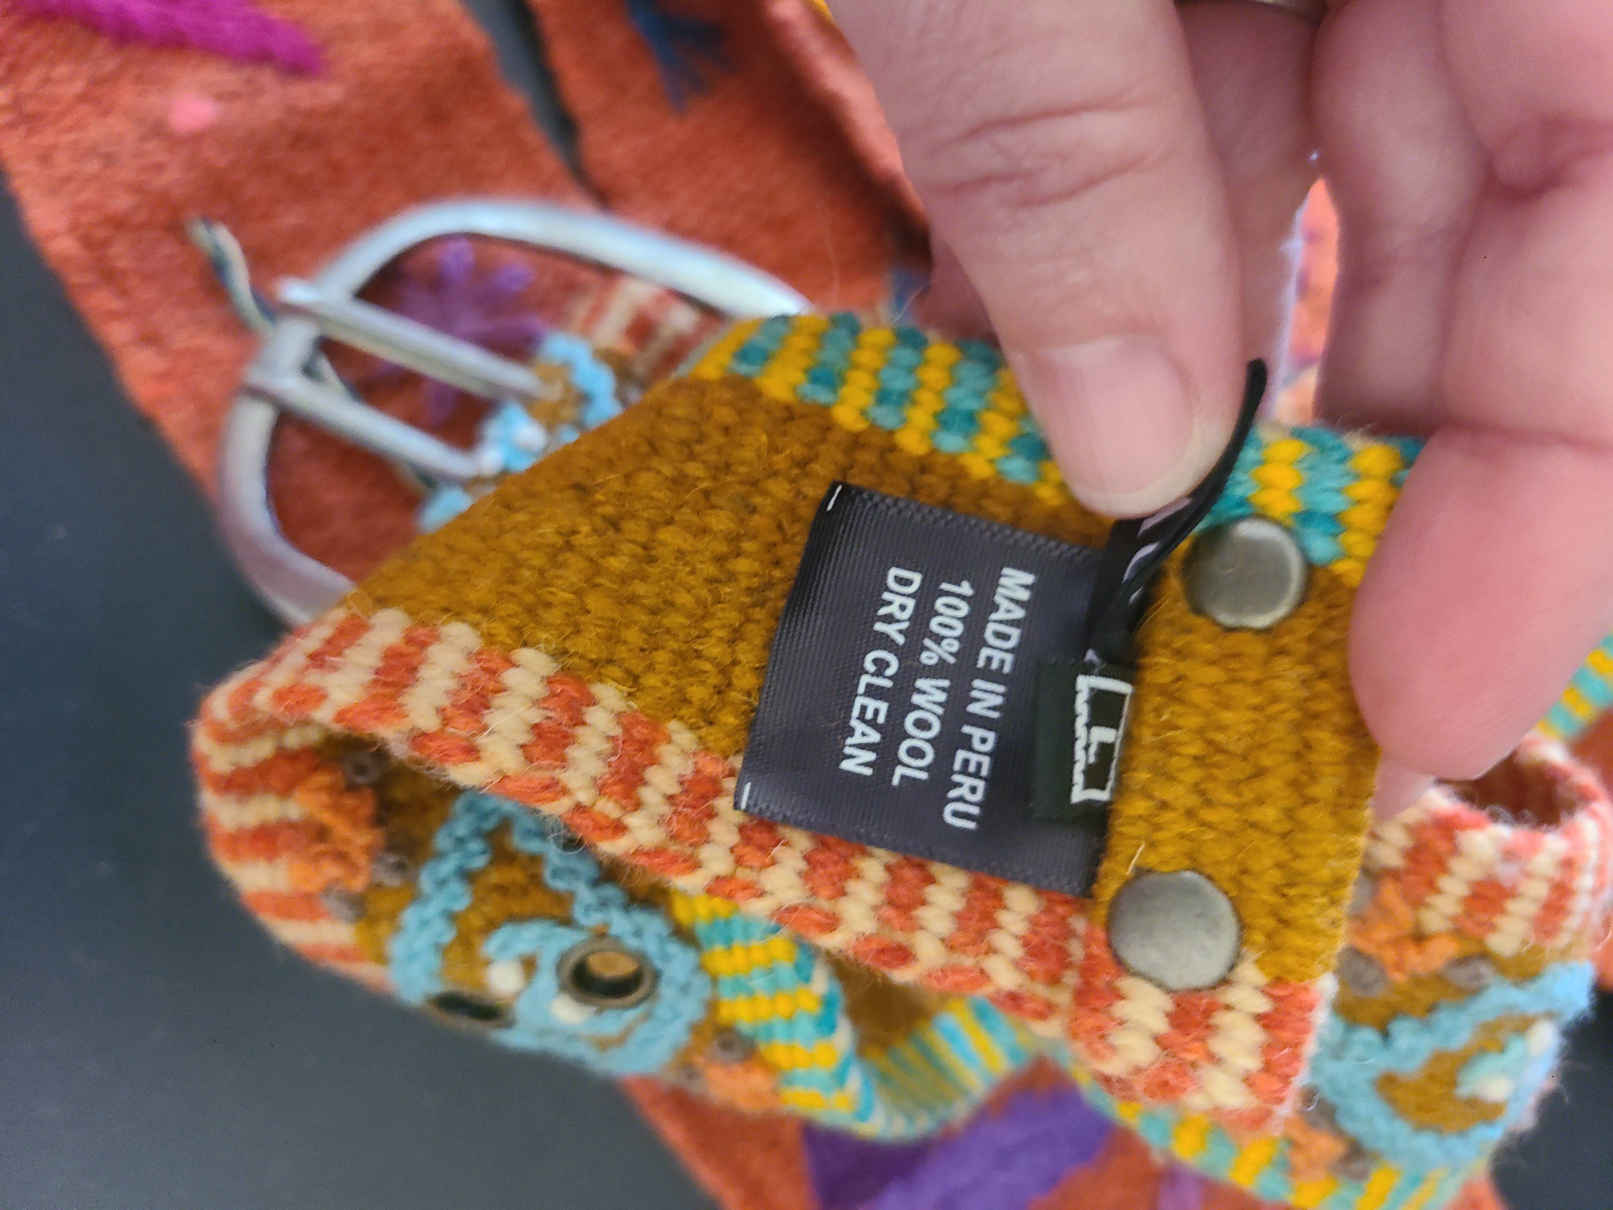 L
MADE IN PERU
100% WOOL
DRY CLEAN